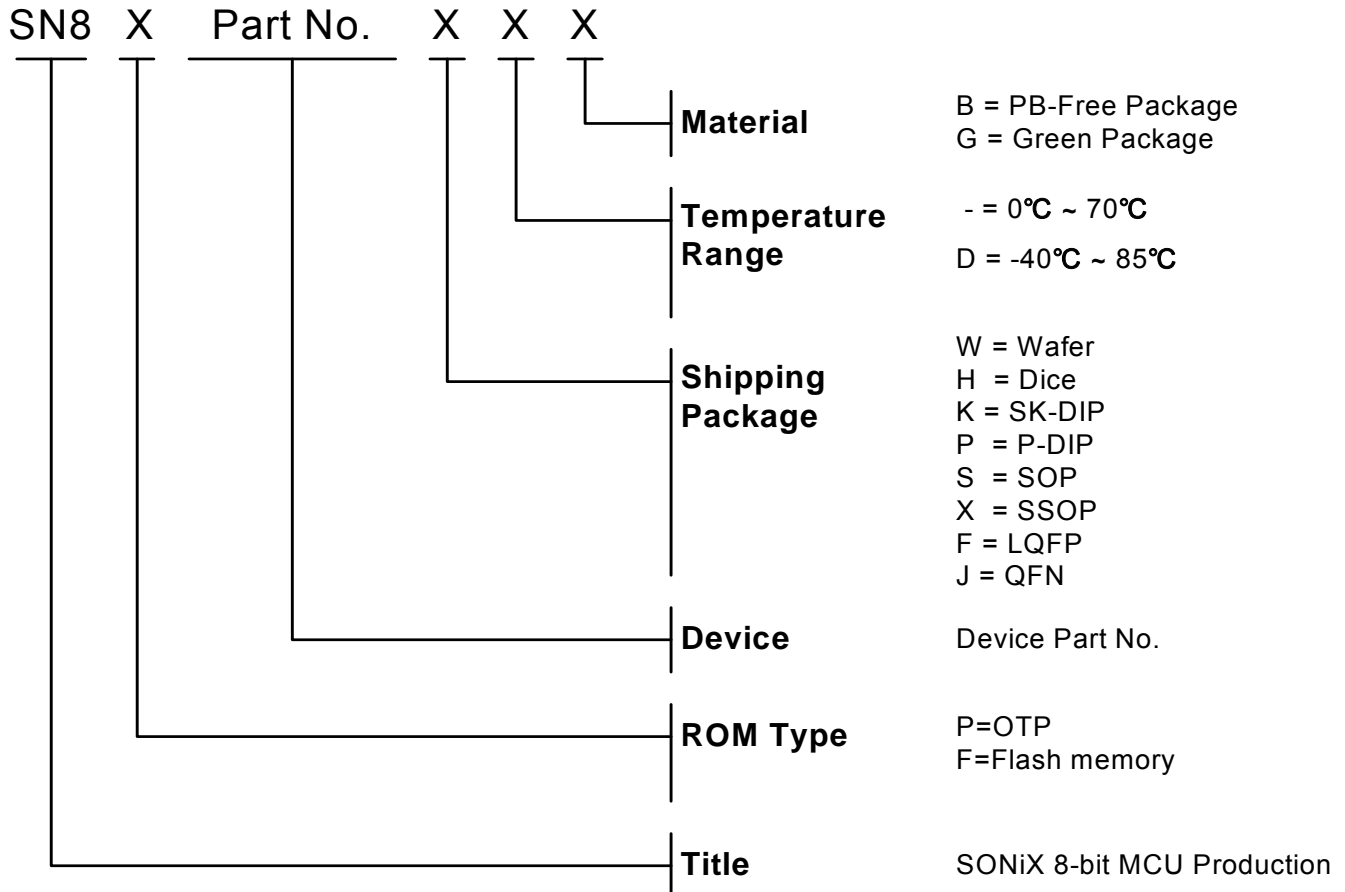 SN8 X Part No. X X X
Material
B = PB-Free Package
G = Green Package
Temperature
Range
- = 0℃ ~ 70℃
D = -40℃ ~ 85℃
Shipping
Package
W = Wafer
H = Dice
K = SK-DIP
P = P-DIP
S = SOP
X = SSOP
F = LQFP
J = QFN
Device
Device Part No.
ROM Type
P=OTP
F=Flash memory
Title
SONiX 8-bit MCU Production